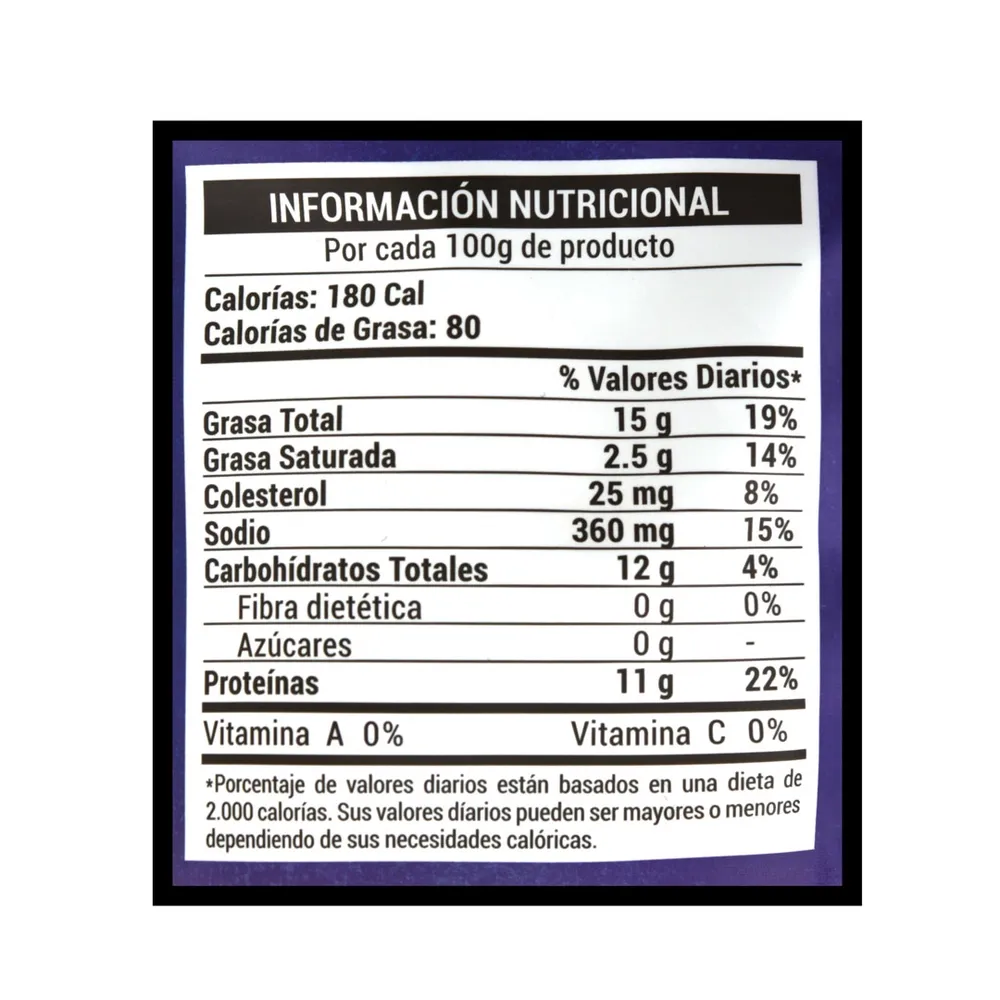 INFORMACIÓN NUTRICIONAL
Por cada 100g de producto
Calorías: 180 Cal
Calorías de Grasa: 80
% Valores Diarios*
Grasa Total 15 g 19%
Grasa Saturada 2.5 g 14%
Colesterol 25 mg 8%
Sodio 360 mg 15%
Carbohídratos Totales 12 g 4%
Fibra dietética 0 g 0%
Azúcares 0 g -
Proteínas 11 g 22%
Vitamina A 0% Vitamina C 0%
*Porcentaje de valores diarios están basados en una dieta de
2.000 calorías. Sus valores díarios pueden ser mayores o menores
dependiendo de sus necesidades calóricas.